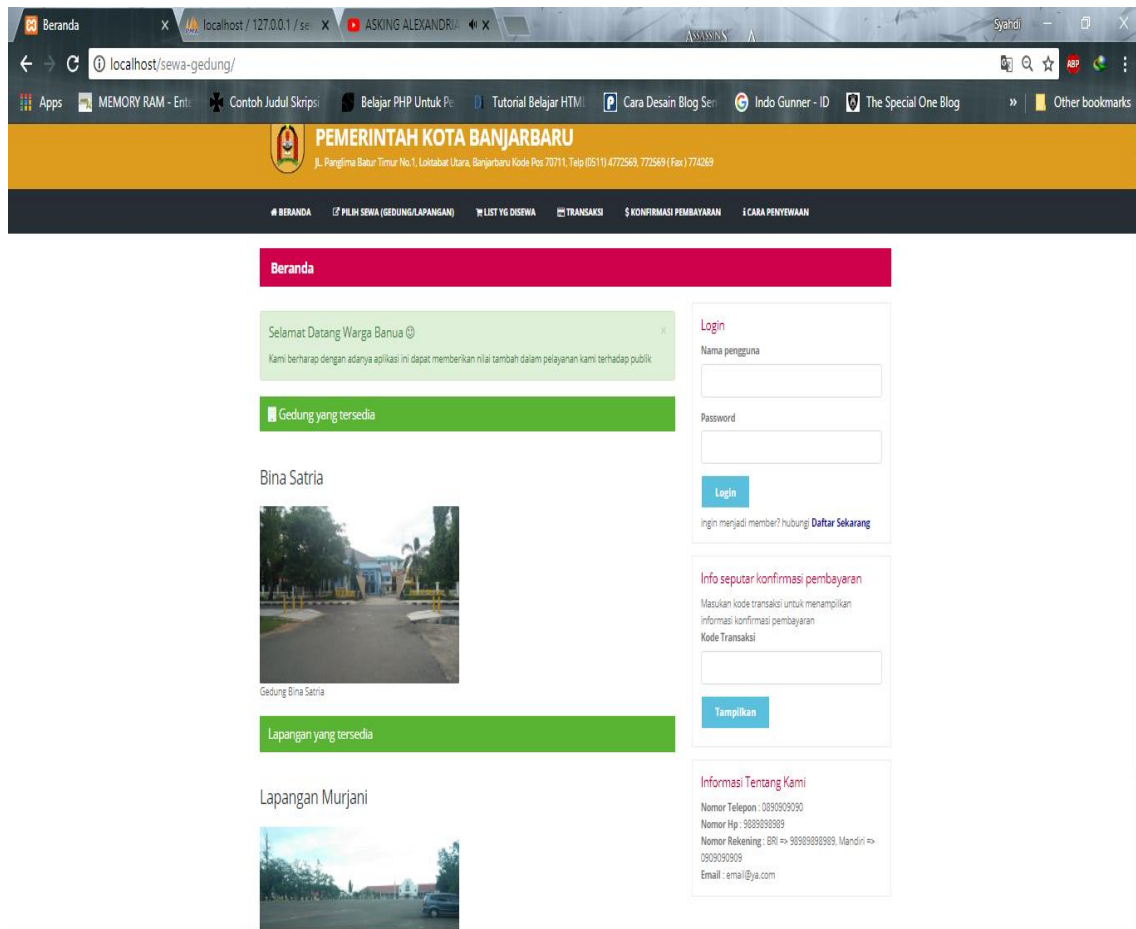 Beranda
localhost / 127.0.0.1 / se
ASKING ALEXANDRIA
ASSASSIN'S
Syahdi
localhost/sewa-gedung/
ABP
Apps
MEMORY RAM - Ente
Contoh Judul Skripsi
Belajar PHP Untuk Pe
Tutorial Belajar HTML
Cara Desain Blog Sen
Indo Gunner - ID
The Special One Blog
»
Other bookmarks
PEMERINTAH KOTA BANJARBARU
JL. Panglima Batur Timur No.1, Loktabat Utara, Banjarbaru Kode Pos 70711, Telp (0511) 4772569, 772569 ( Fax ) 774269
BERANDA
PILIH SEWA (GEDUNG/LAPANGAN)
LIST YG DISEWA
TRANSAKSI
$ KONFIRMASI PEMBAYARAN
i CARA PENYEWAAN
Beranda
Selamat Datang Warga Banua
x
Kami berharap dengan adanya aplikasi ini dapat memberikan nilai tambah dalam pelayanan kami terhadap publik
Gedung yang tersedia
Bina Satria
Gedung Bina Satria
Lapangan yang tersedia
Lapangan Murjani
Login
Nama pengguna
Password
Login
ingin menjadi member? hubungi Daftar Sekarang
Info seputar konfirmasi pembayaran
Masukan kode transaksi untuk menampilkan
informasi konfirmasi pembayaran
Kode Transaksi
Tampilkan
Informasi Tentang Kami
Nomor Telepon : 0890909090
Nomor Hp : 9889898989
Nomor Rekening : BRI => 98989898989, Mandiri =>
0909090909
Email : email@ya.com